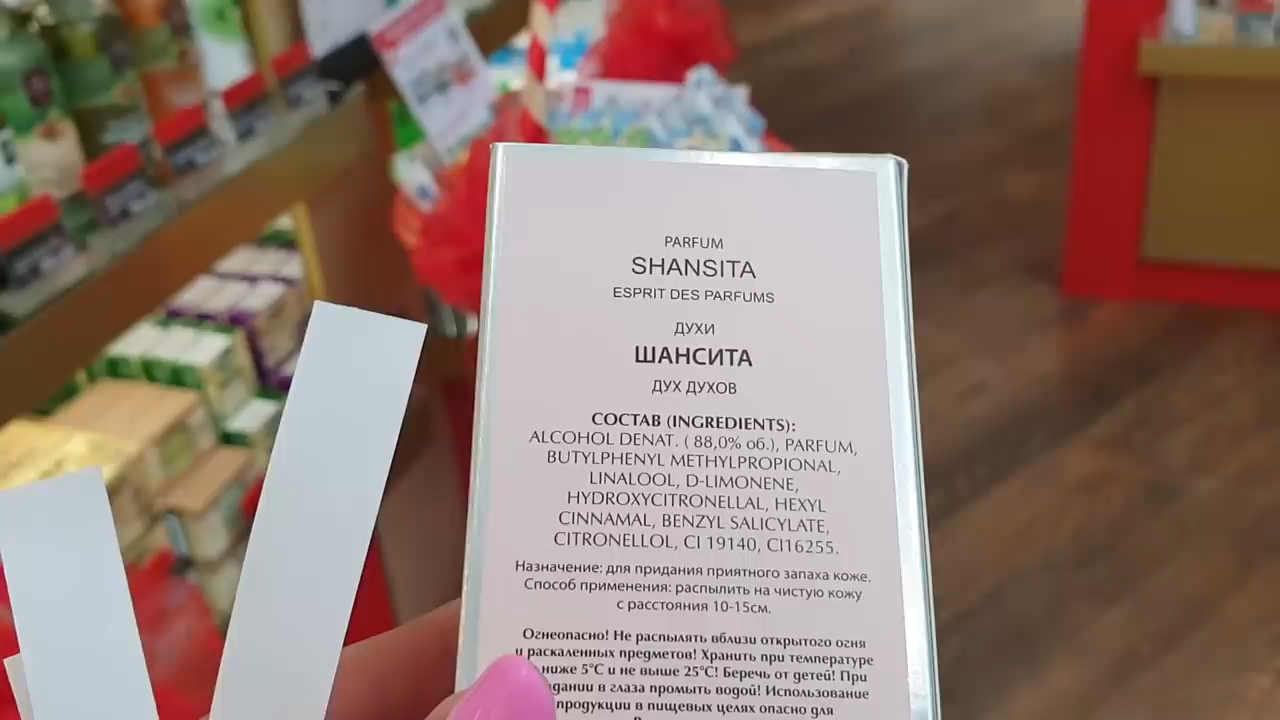 PARFUM
SHANSITA
ESPRIT DES PARFUMS
ДУХИ
ШАНСИТА
ДУХ ДУХОВ
СОСТАВ (INGREDIENTS):
ALCOHOL DENAT. ( 88,0% об.), PARFUM,
BUTYLPHENYL METHYLPROPIONAL,
LINALOOL, D-LIMONENE,
HYDROXYCITRONELLAL, HEXYL
CINNAMAL, BENZYL SALICYLATE,
CITRONELLOL, CI 19140, CI16255.
Назначение: для придания приятного запаха коже.
Способ применения: распылить на чистую кожу
с расстояния 10-15см.
Огнеопасно! Не распылять вблизи открытого огня
и раскаленных предметов! Хранить при температуре
ниже 5°С и не выше 25°С! Беречь от детей! При
в глаза промыть водой! Использование
продукции в пищевых целях опасно для